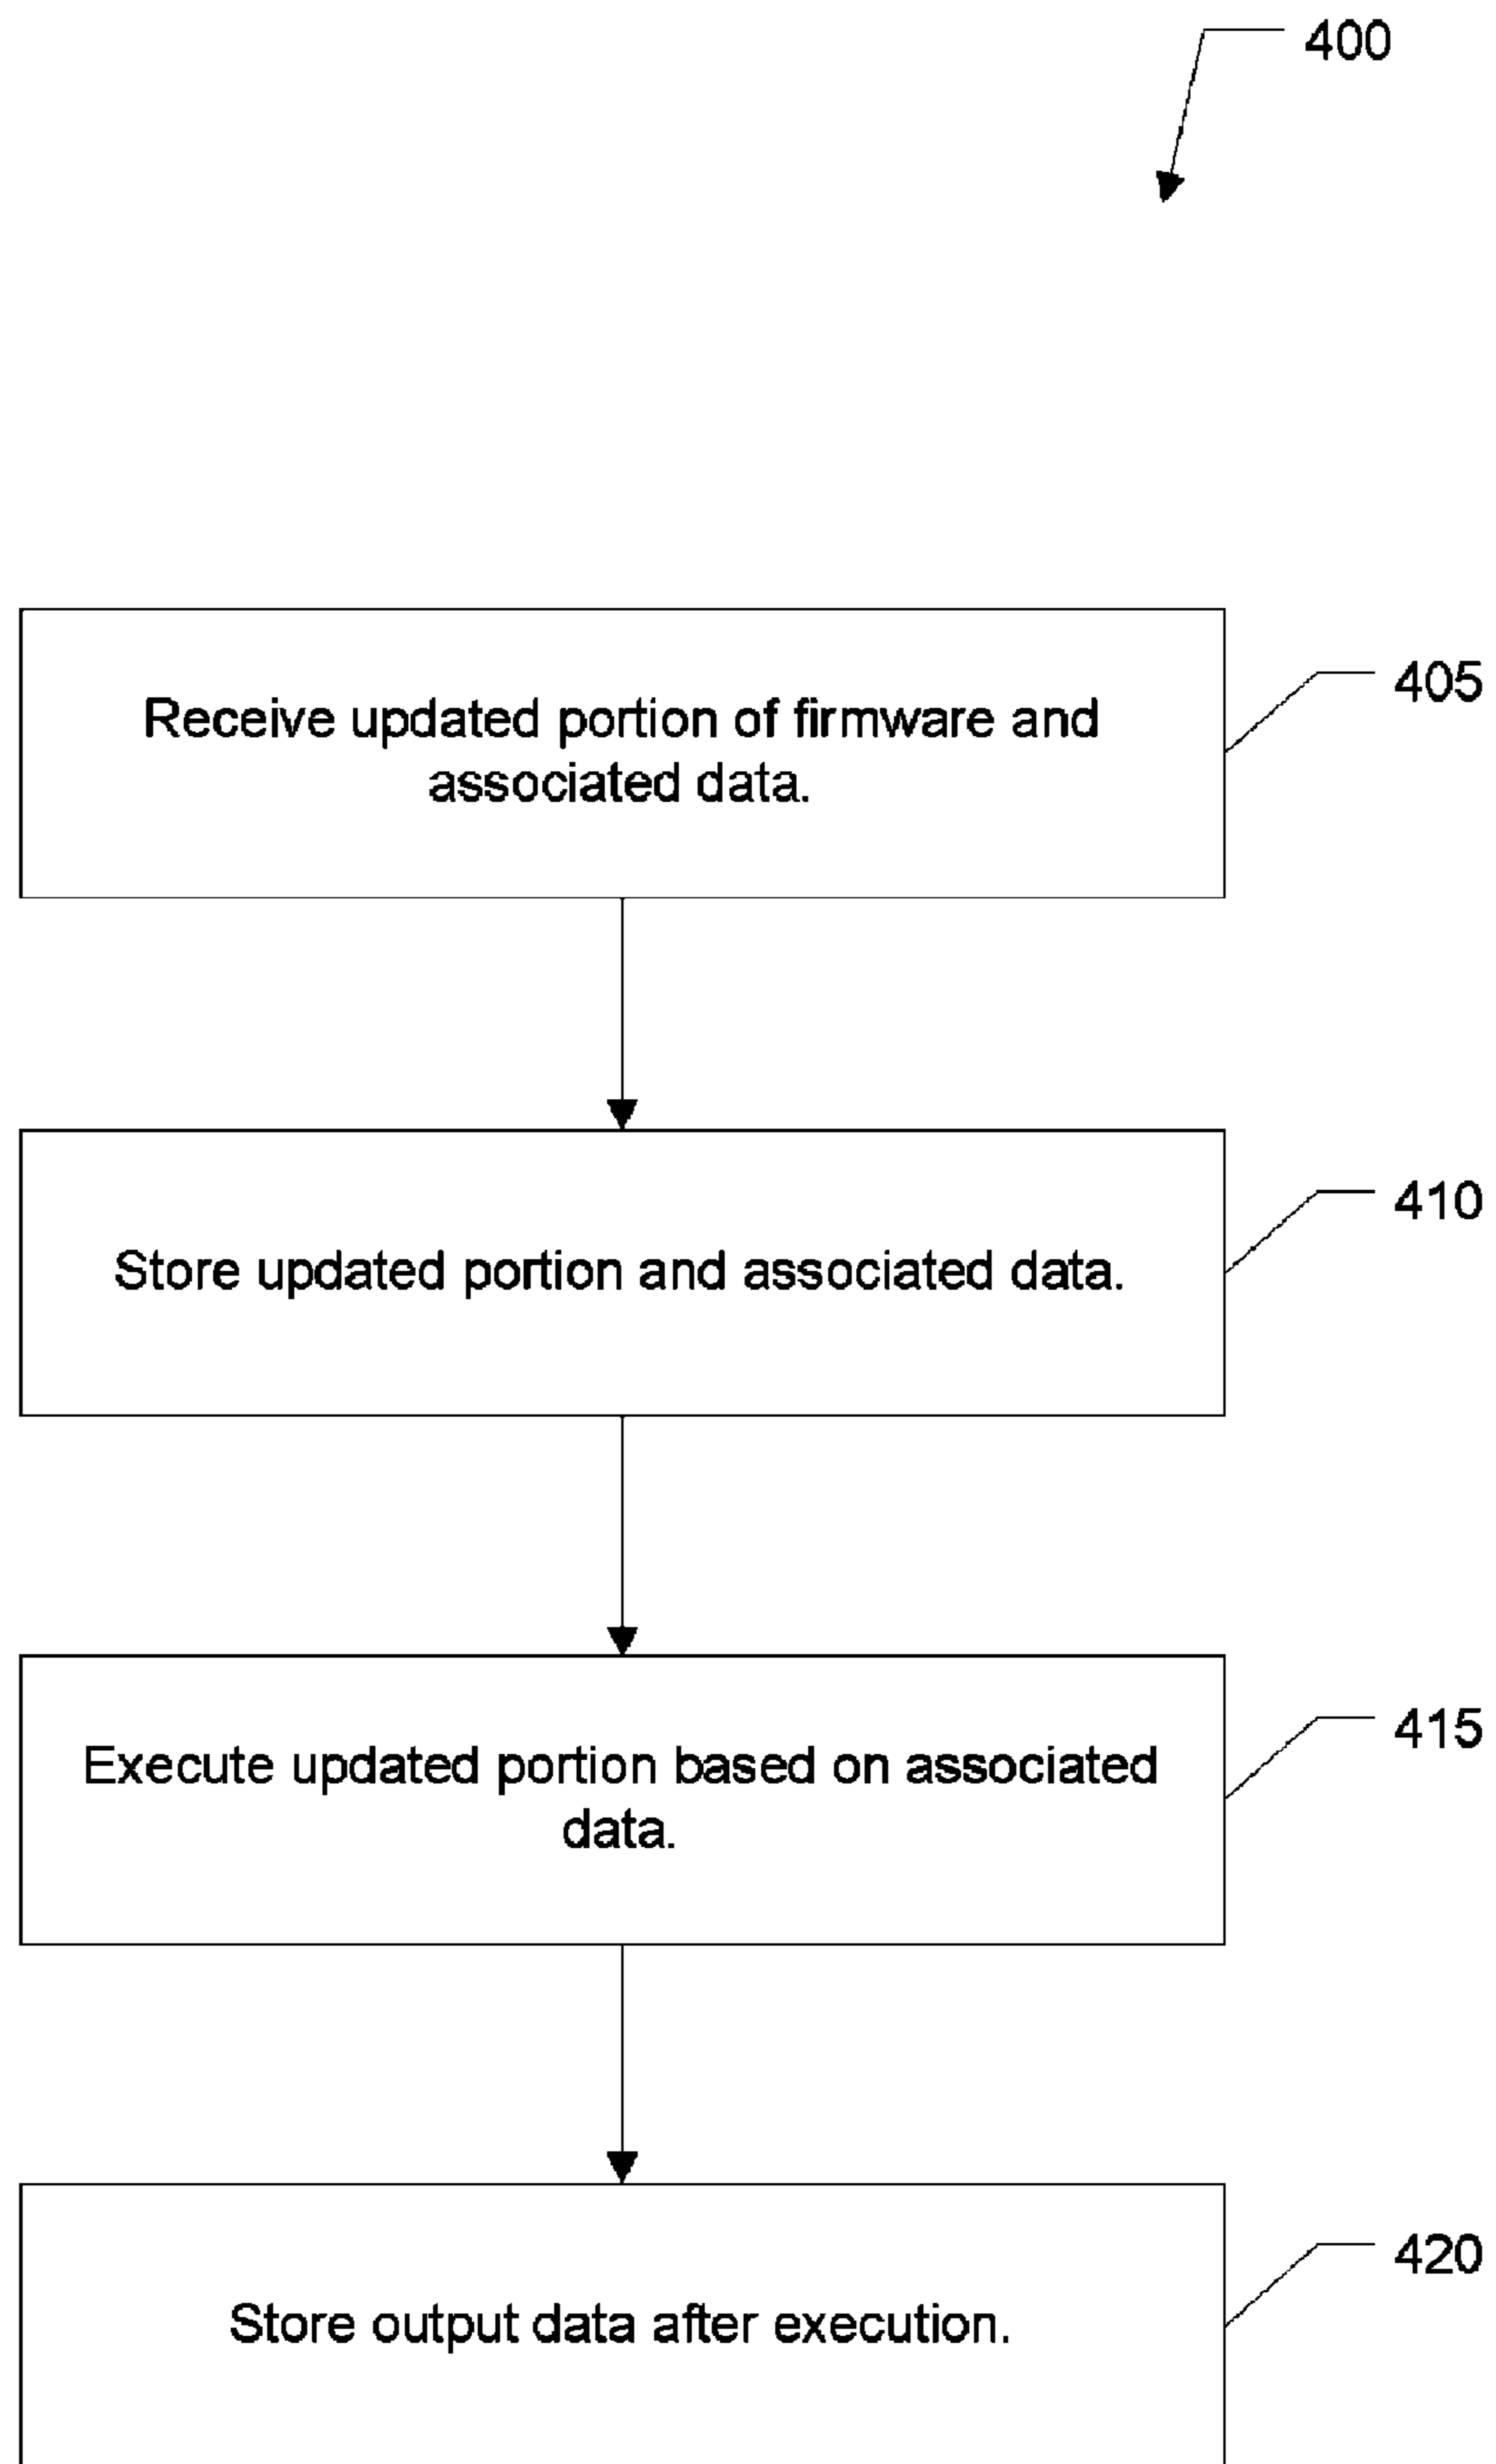 400
Receive updated portion of firmware and
associated data.
405
Store updated portion and associated data.
410
Execute updated portion based on associated
data.
415
Store output data after execution.
420